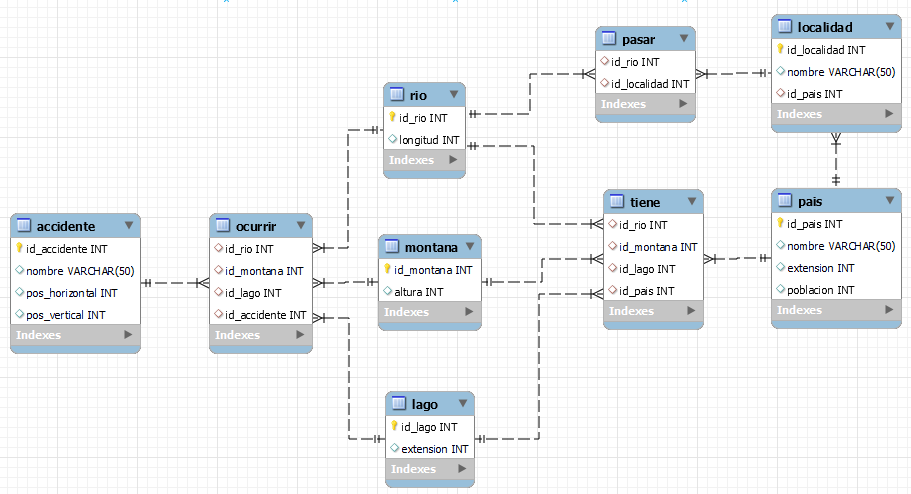 accidente
id_accidente INT
nombre VARCHAR(50)
pos_horizontal INT
pos_vertical INT
Indexes
ocurrir
id_rio INT
id_montana INT
id_lago INT
id_accidente INT
Indexes
rio
id_rio INT
longitud INT
Indexes
montana
id_montana INT
altura INT
Indexes
lago
id_lago INT
extension INT
Indexes
pasar
id_rio INT
id_localidad INT
Indexes
tiene
id_rio INT
id_montana INT
id_lago INT
id_pais INT
Indexes
localidad
id_localidad INT
nombre VARCHAR(50)
id_pais INT
Indexes
pais
id_pais INT
nombre VARCHAR(50)
extension INT
poblacion INT
Indexes